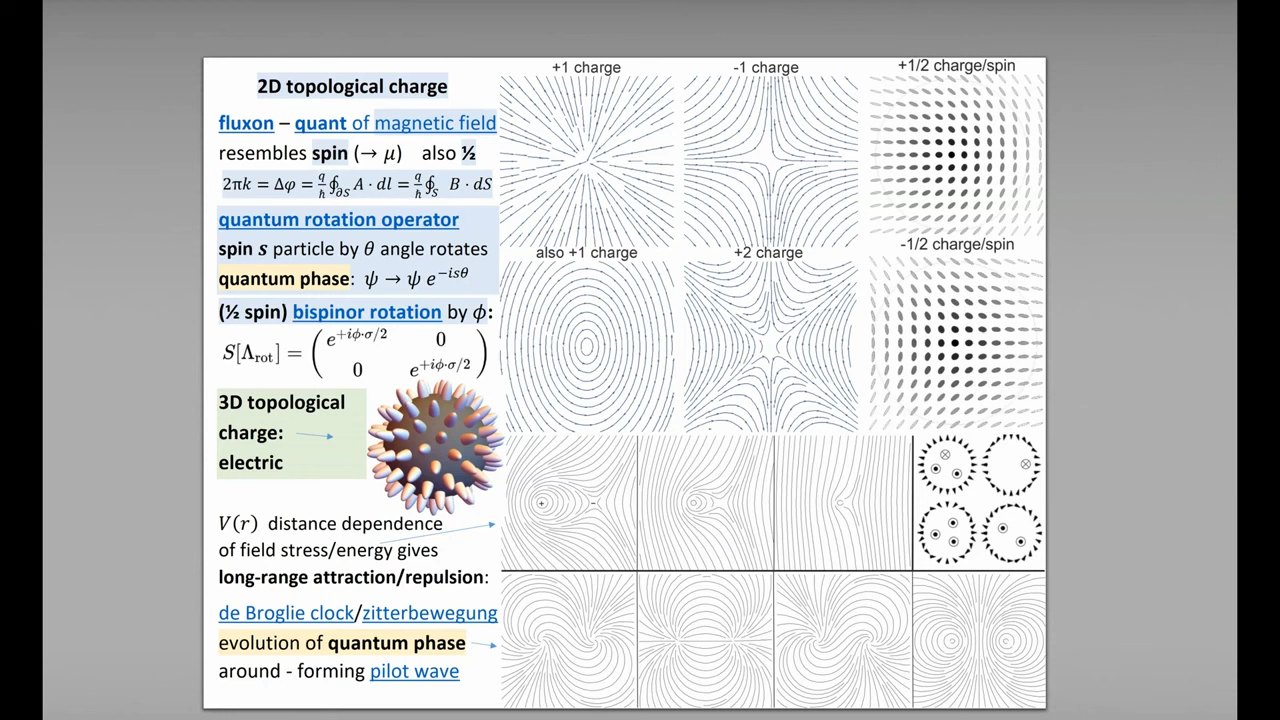 2D topological charge
fluxon – quant of magnetic field
resembles spin (→ μ) also ½
2πk = Δφ = q/ħ ∮∂S A · dl = q/ħ ∮S B · dS
quantum rotation operator
spin s particle by θ angle rotates
quantum phase: ψ → ψ e^−isθ
(½ spin) bispinor rotation by ϕ:
S[Λrot] = ( e^+iϕ·σ/2 0
0 e^+iϕ·σ/2 )
3D topological
charge:
electric
V(r) distance dependence
of field stress/energy gives
long-range attraction/repulsion:
de Broglie clock/zitterbewegung
evolution of quantum phase
around - forming pilot wave
+1 charge
-1 charge
+1/2 charge/spin
also +1 charge
+2 charge
-1/2 charge/spin
+ -